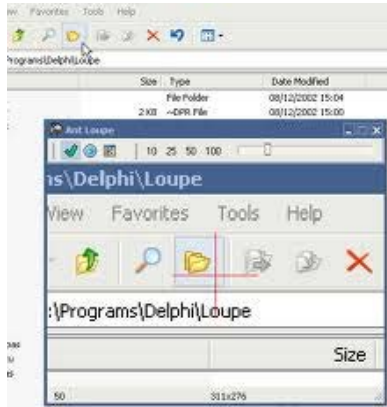 Favorites Tools Help
Programs\Delphi\Loupe
Size Type Date Modified
File Folder 08/12/2002 15:04
2 KB ~DPR File 08/12/2002 15:00
Ant Loupe
10 25 50 100
ns\Delphi\Loupe
View Favorites Tools Help
:\Programs\Delphi\Loupe
Size
50 311x276